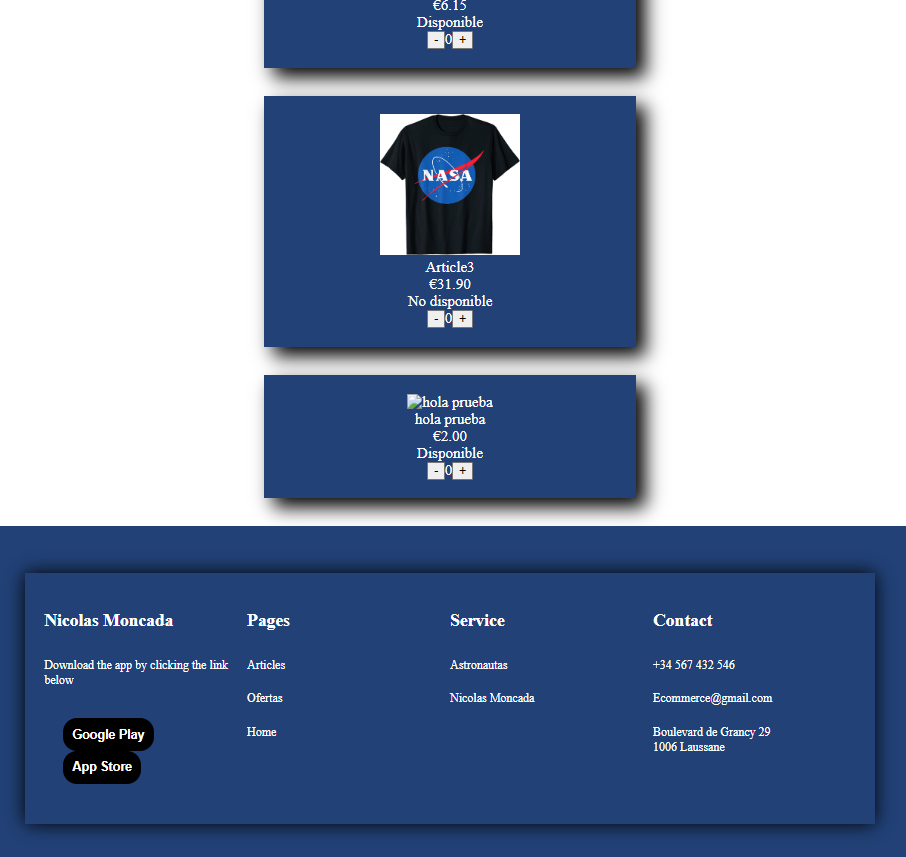 €6.15
Disponible
- 0 +
NASA
Article3
€31.90
No disponible
- 0 +
hola prueba
hola prueba
€2.00
Disponible
- 0 +
Nicolas Moncada
Download the app by clicking the link
below
Google Play
App Store
Pages
Articles
Ofertas
Home
Service
Astronautas
Nicolas Moncada
Contact
+34 567 432 546
Ecommerce@gmail.com
Boulevard de Grancy 29
1006 Laussane